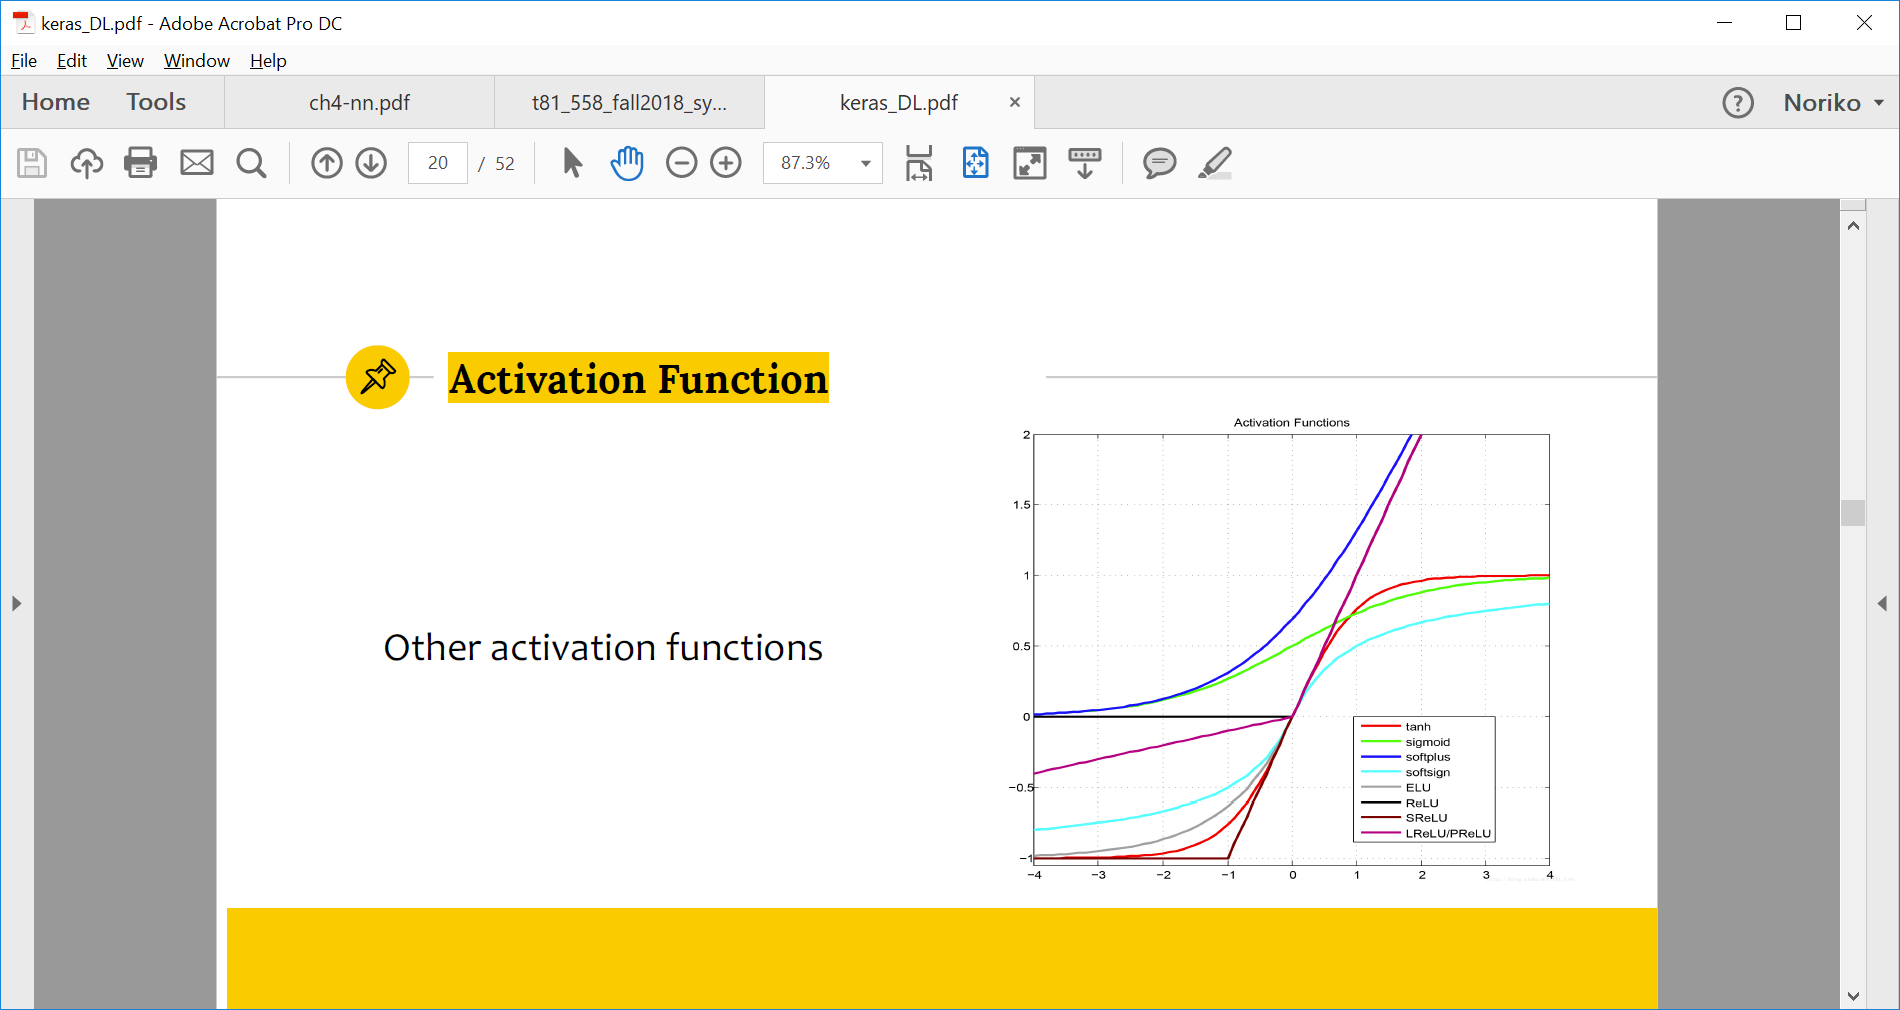 keras_DL.pdf - Adobe Acrobat Pro DC
File Edit View Window Help
Home Tools ch4-nn.pdf t81_558_fall2018_sy... keras_DL.pdf × ? Noriko
20 / 52 87.3%
Activation Function
Other activation functions
Activation Functions
2
1.5
1
0.5
0
−0.5
−1
−4 −3 −2 −1 0 1 2 3 4
tanh
sigmoid
softplus
softsign
ELU
ReLU
SReLU
LReLU/PReLU